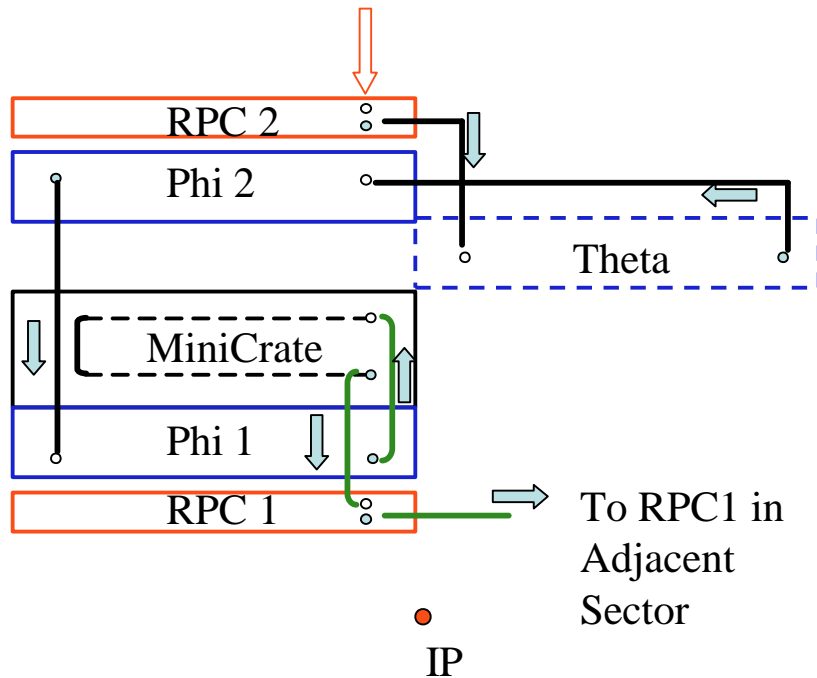 RPC 2
Phi 2
Theta
MiniCrate
Phi 1
RPC 1
To RPC1 in
Adjacent
Sector
IP